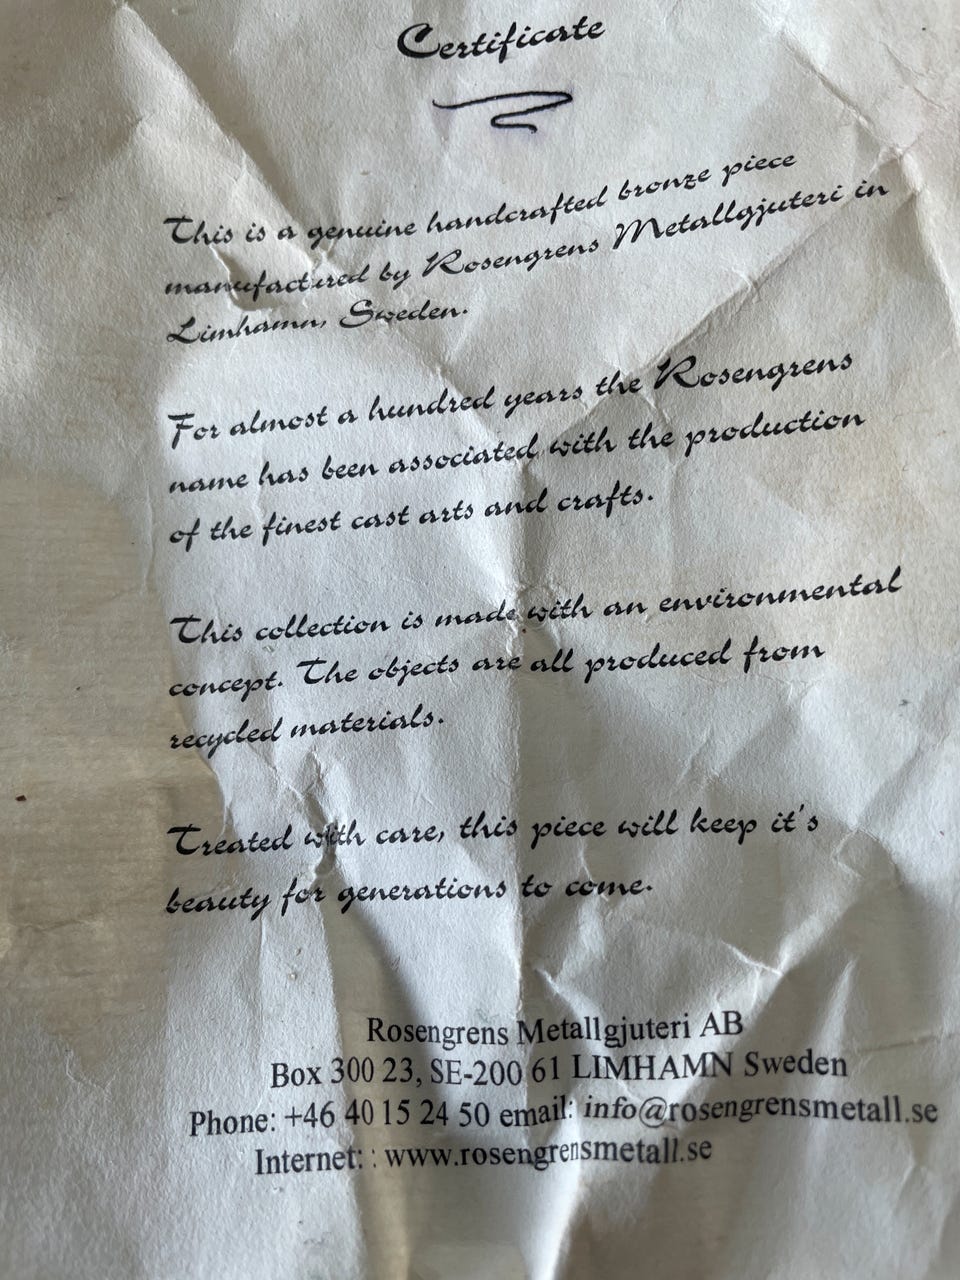 Certificate
This is a genuine handcrafted bronze piece
manufactured by Rosengrens Metallgjuteri in
Limhamn, Sweden.
For almost a hundred years the Rosengrens
name has been associated with the production
of the finest cast arts and crafts.
This collection is made with an environmental
concept. The objects are all produced from
recycled materials.
Treated with care, this piece will keep it's
beauty for generations to come.
Rosengrens Metallgjuteri AB
Box 300 23, SE-200 61 LIMHAMN Sweden
Phone: +46 40 15 24 50 email: info@rosengrensmetall.se
Internet: : www.rosengrensmetall.se